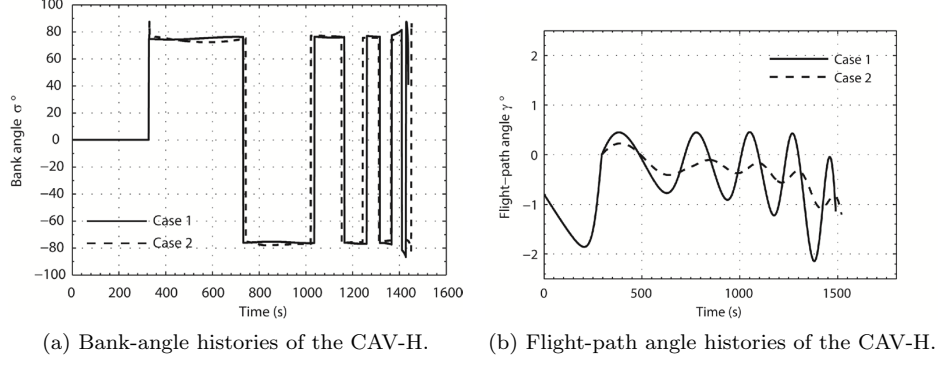 100
80
60
40
20
0
−20
−40
−60
−80
−100
Bank angle σ°
Case 1
Case 2
0 200 400 600 800 1000 1200 1400 1600
Time (s)
(a) Bank-angle histories of the CAV-H.
2
1
0
−1
−2
Flight−path angle γ°
Case 1
Case 2
0 500 1000 1500
Time (s)
(b) Flight-path angle histories of the CAV-H.